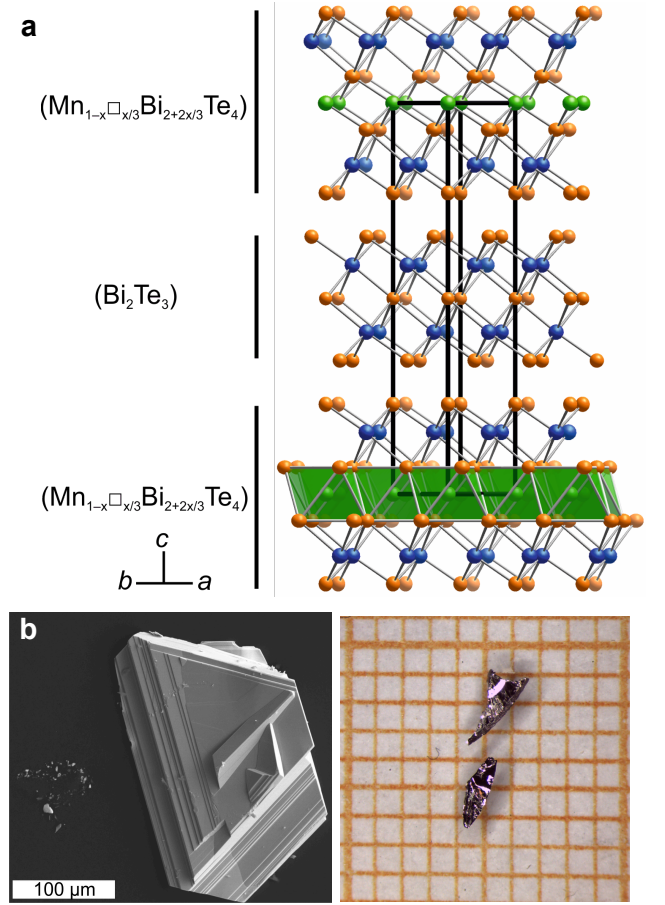 a
(Mn₁₋ₓ□ₓ/₃Bi₂₊₂ₓ/₃Te₄)
(Bi₂Te₃)
(Mn₁₋ₓ□ₓ/₃Bi₂₊₂ₓ/₃Te₄)
c
b a
b
100 µm